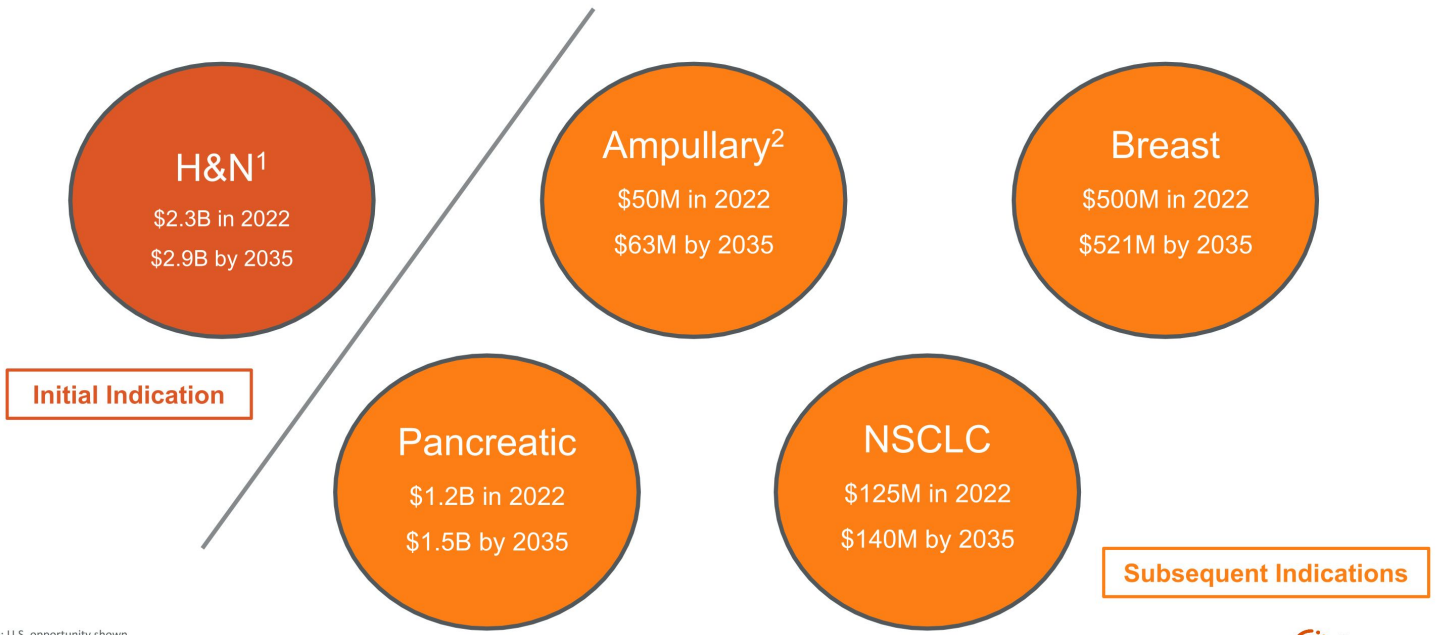 H&N¹
$2.3B in 2022
$2.9B by 2035
Initial Indication
Ampullary²
$50M in 2022
$63M by 2035
Breast
$500M in 2022
$521M by 2035
Pancreatic
$1.2B in 2022
$1.5B by 2035
NSCLC
$125M in 2022
$140M by 2035
Subsequent Indications
: U.S. opportunity shown